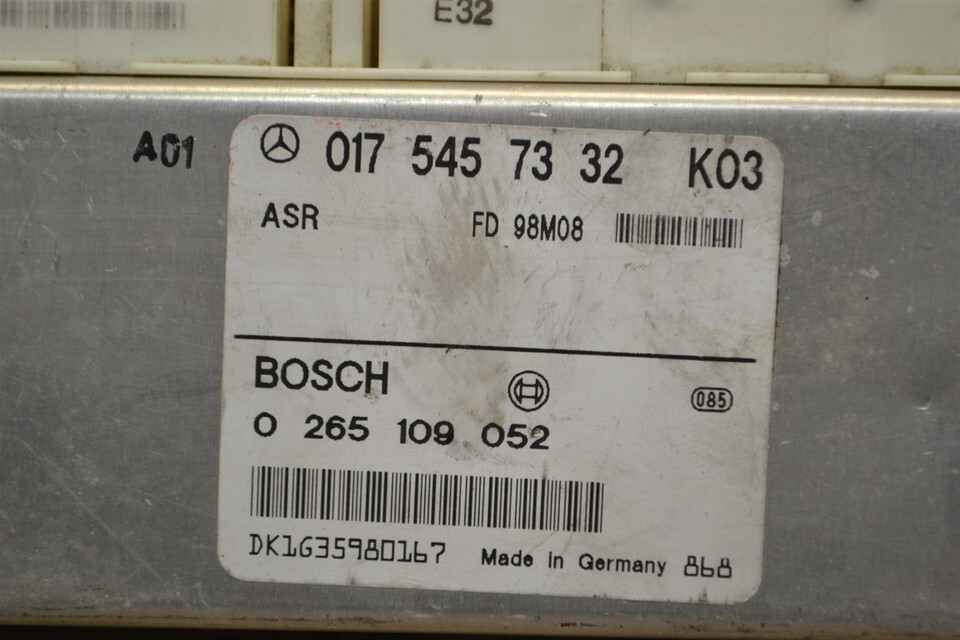 E32
A01
017 545 73 32 K03
ASR FD 98M08
BOSCH
085
0 265 109 052
DK1G35980167 Made in Germany 868